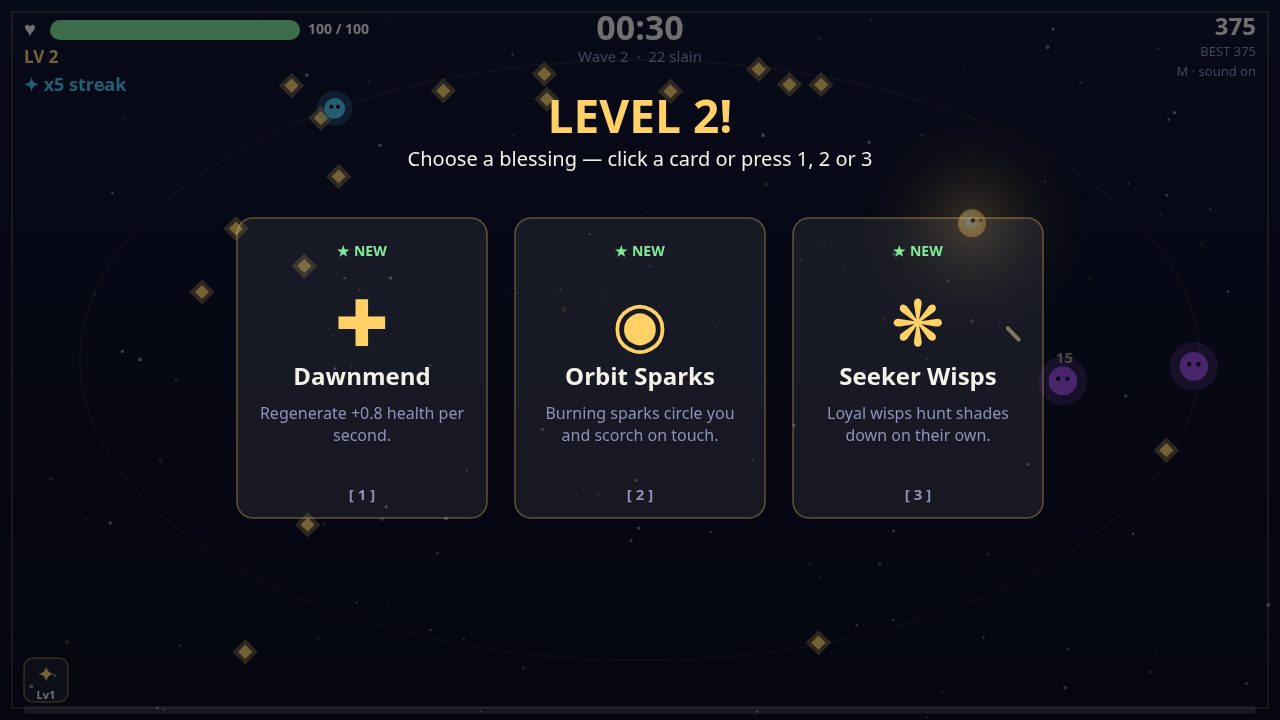 ♥ 100 / 100
LV 2
✦ x5 streak
00:30
Wave 2 · 22 slain
375
BEST 375
M · sound on
LEVEL 2!
Choose a blessing — click a card or press 1, 2 or 3
★ NEW
Dawnmend
Regenerate +0.8 health per
second.
[ 1 ]
★ NEW
Orbit Sparks
Burning sparks circle you
and scorch on touch.
[ 2 ]
★ NEW
Seeker Wisps
Loyal wisps hunt shades
down on their own.
[ 3 ]
15
Lv1